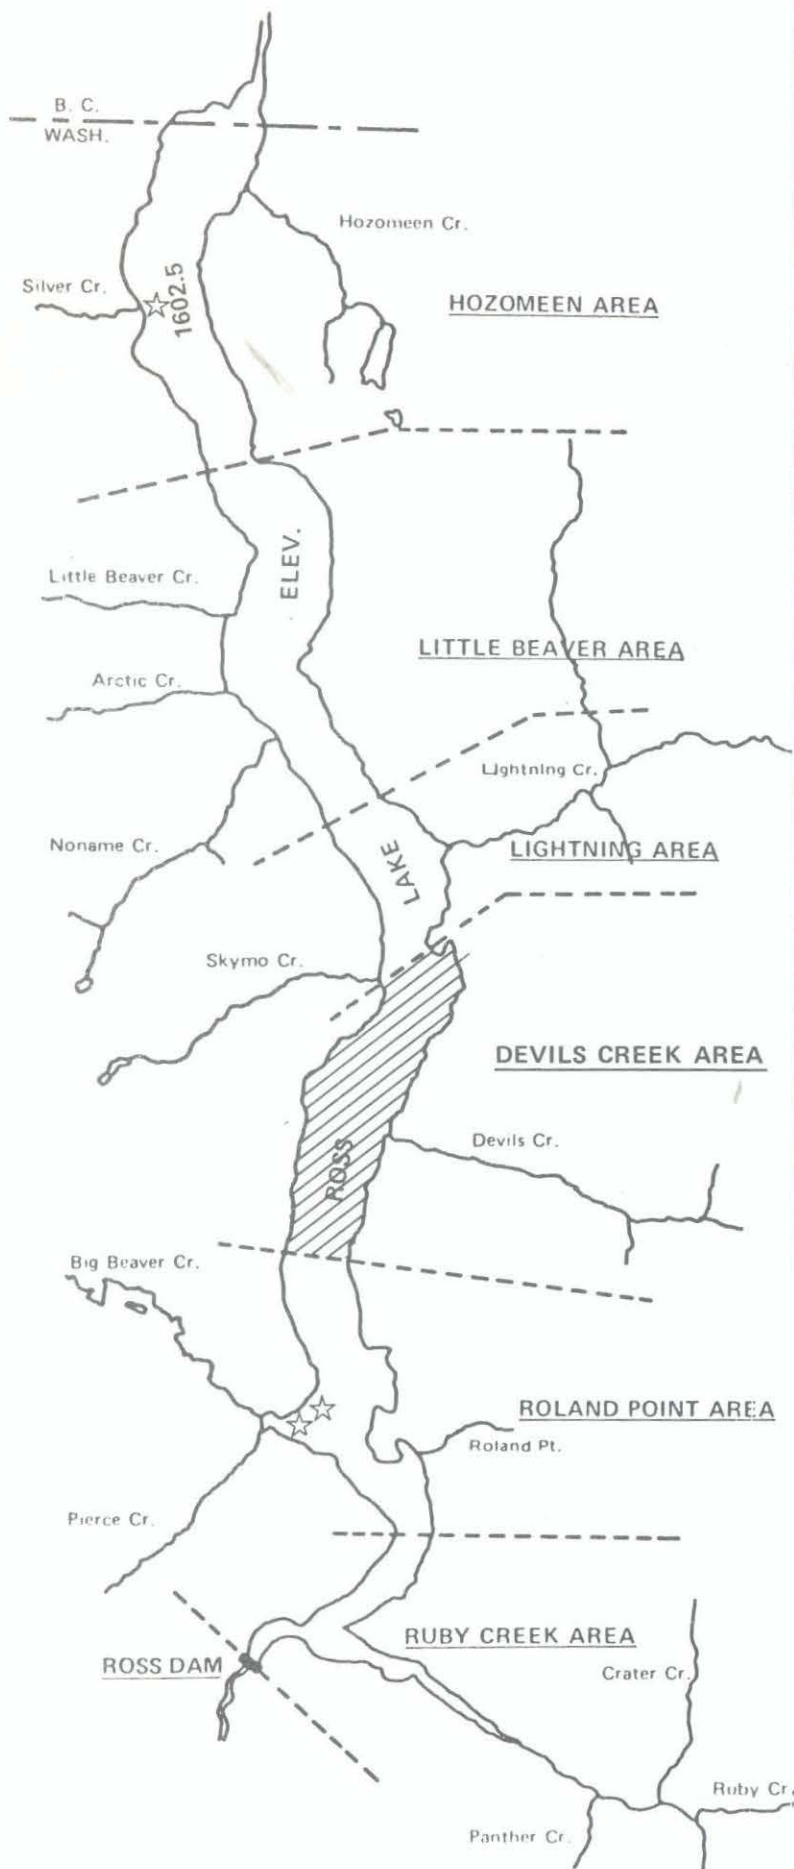 B. C.
WASH.
Hozomeen Cr.
Silver Cr.
1602.5
HOZOMEEN AREA
ELEV.
Little Beaver Cr.
LITTLE BEAVER AREA
Arctic Cr.
Lightning Cr.
Noname Cr.
LAKE
LIGHTNING AREA
Skymo Cr.
DEVILS CREEK AREA
Devils Cr.
ROSS
Big Beaver Cr.
ROLAND POINT AREA
Roland Pt.
Pierce Cr.
RUBY CREEK AREA
ROSS DAM
Crater Cr.
Ruby Cr.
Panther Cr.